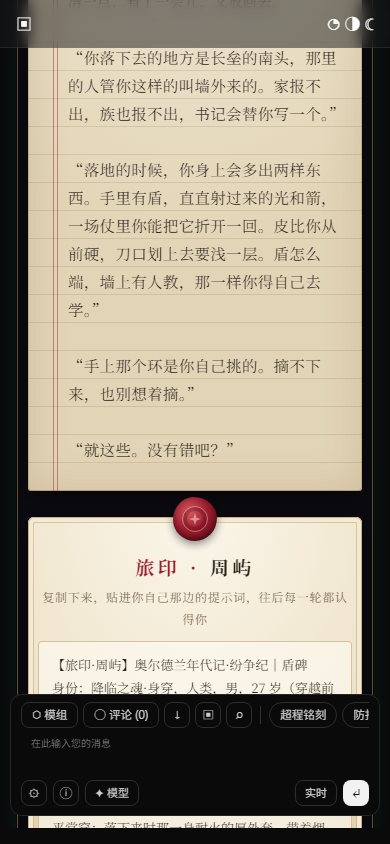 “你落下去的地方是长垒的南头，那里
的人管你这样的叫墙外来的。家报不
出，族也报不出，书记会替你写一个。”
“落地的时候，你身上会多出两样东
西。手里有盾，直直射过来的光和箭，
一场仗里你能把它折开一回。皮比你从
前硬，刀口划上去要浅一层。盾怎么
端，墙上有人教，那一样你得自己去
学。”
“手上那个环是你自己挑的。摘不下
来，也别想着摘。”
“就这些。没有错吧？”
旅印 · 周屿
复制下来，贴进你自己那边的提示词，往后每一轮都认
得你
【旅印·周屿】奥尔德兰年代记·纷争纪｜盾碑
身份：降临之魂·身穿，人类，男，27 岁（穿越前
模组
评论 (0)
超程铭刻
在此输入您的消息
模型
实时